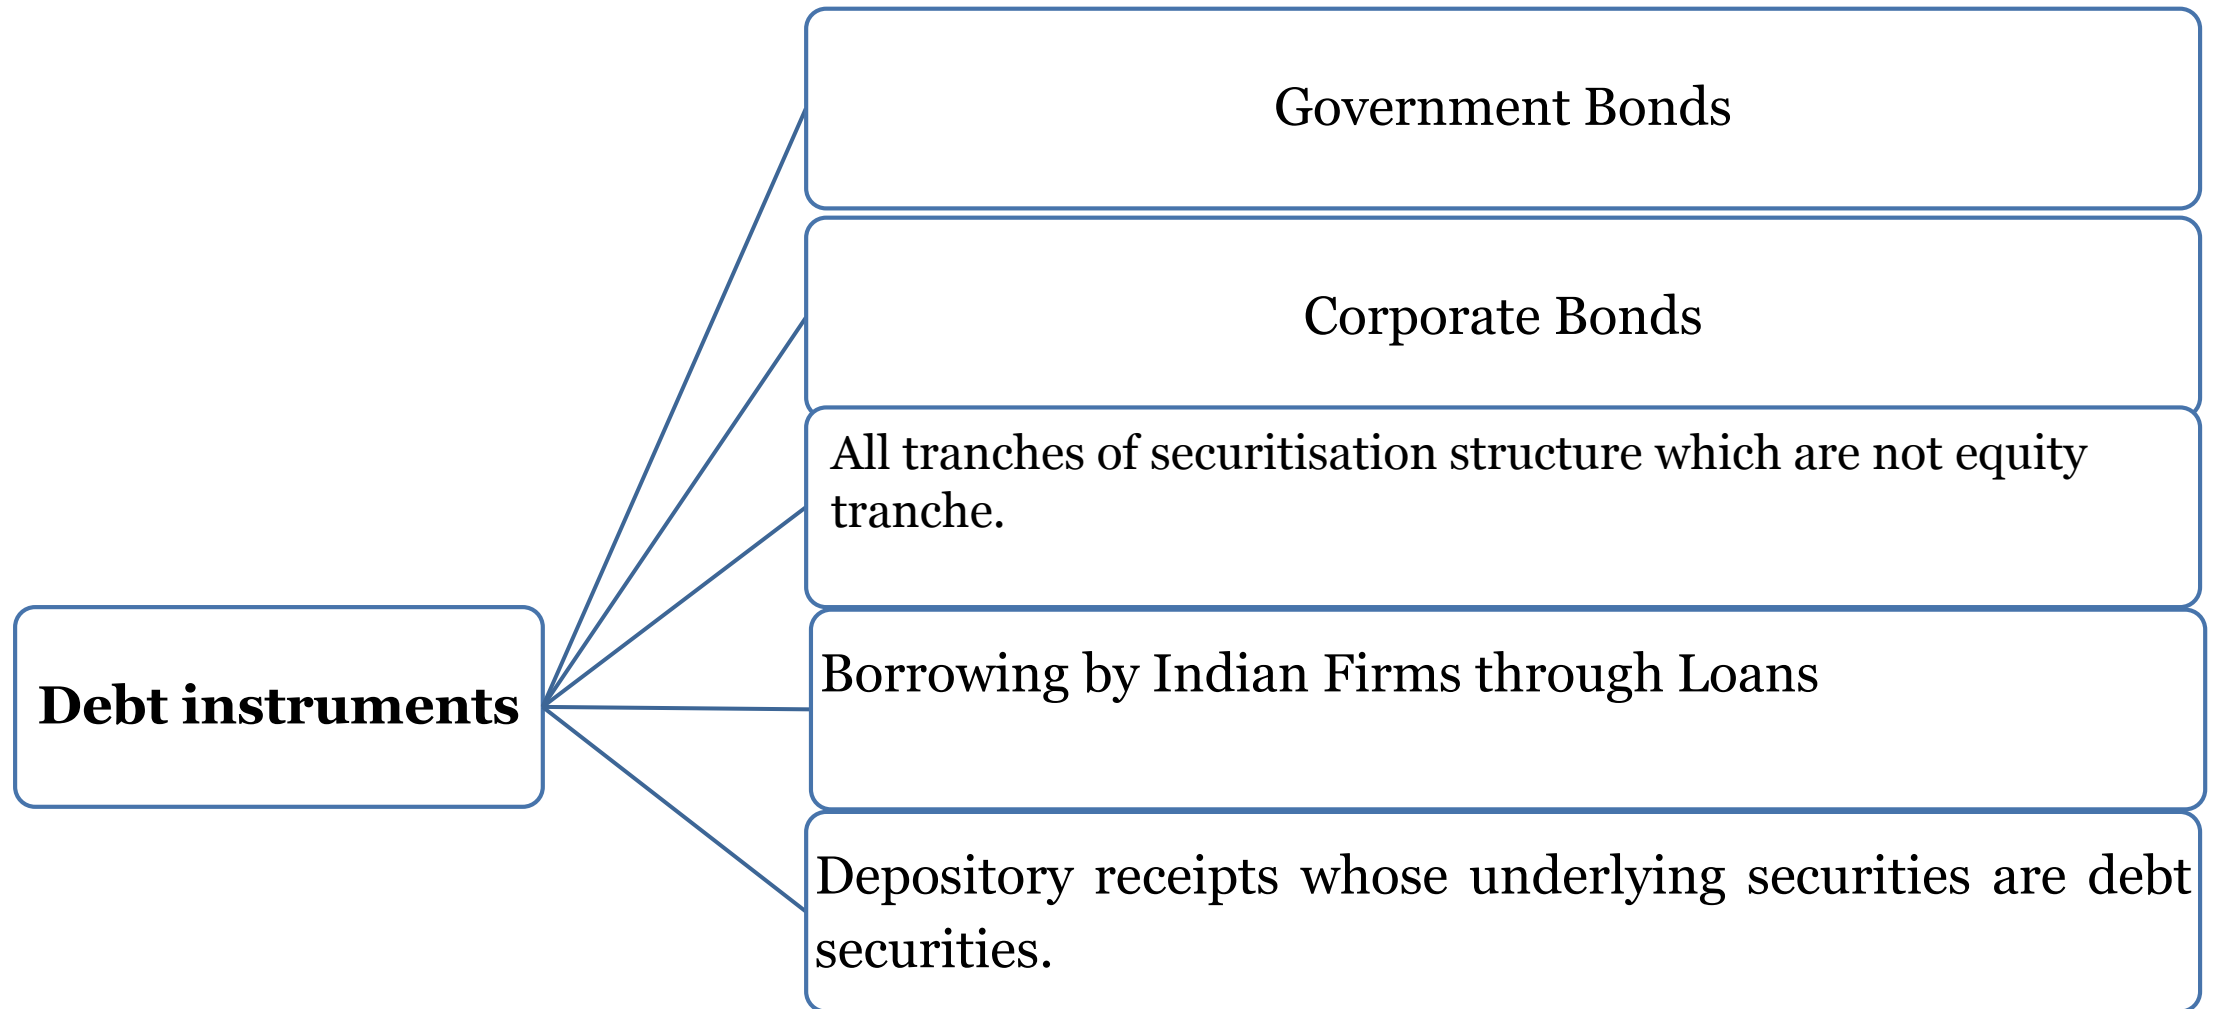 Government Bonds
Corporate Bonds
All tranches of securitisation structure which are not equity
tranche.
Debt instruments
Borrowing by Indian Firms through Loans
Depository receipts whose underlying securities are debt
securities.